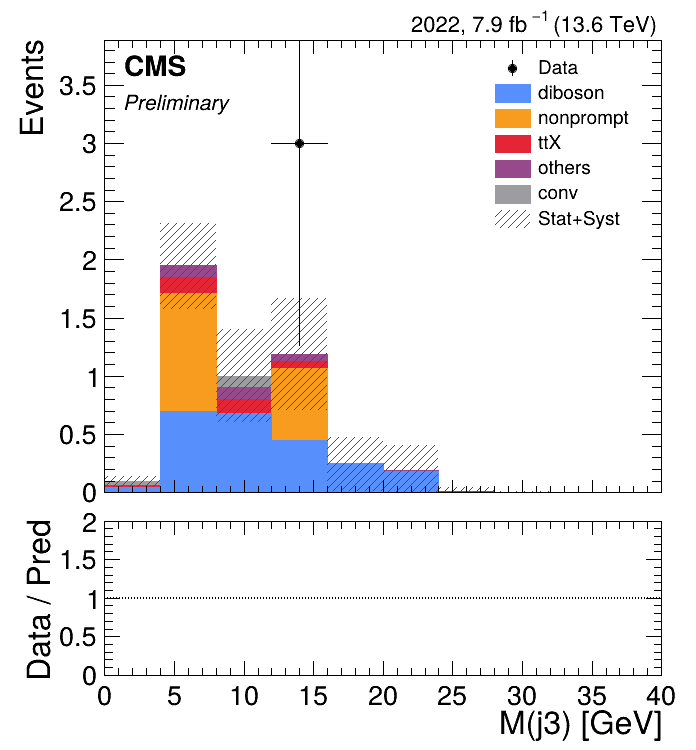 2022, 7.9 fb⁻¹ (13.6 TeV)
CMS
Preliminary
Events
3.5
3
2.5
2
1.5
1
0.5
0
Data
diboson
nonprompt
ttX
others
conv
Stat+Syst
Data / Pred
2
1.5
1
0.5
0
0 5 10 15 20 25 30 35 40
M(j3) [GeV]